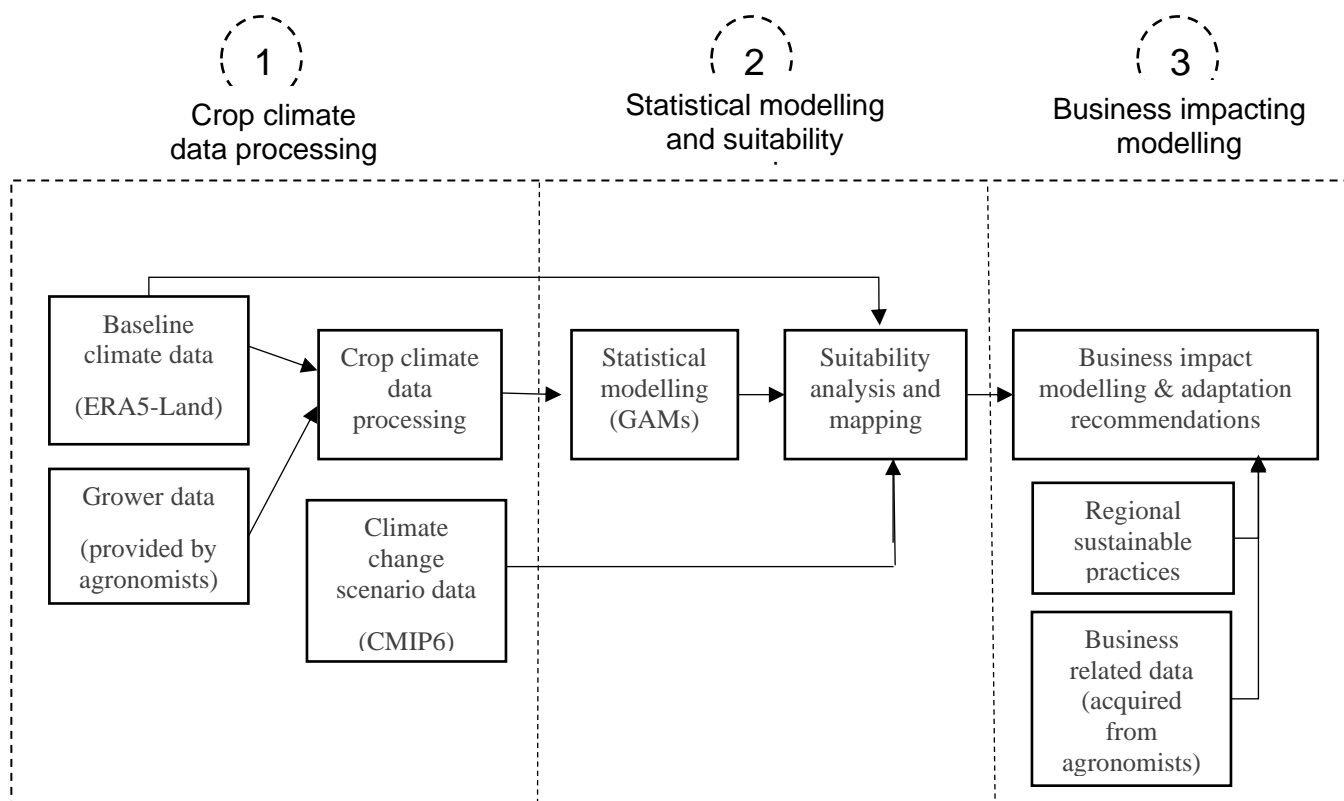 1
Crop climate
data processing
2
Statistical modelling
and suitability
3
Business impacting
modelling
Baseline
climate data
(ERA5-Land)
Grower data
(provided by
agronomists)
Crop climate
data
processing
Climate
change
scenario data
(CMIP6)
Statistical
modelling
(GAMs)
Suitability
analysis and
mapping
Business impact
modelling & adaptation
recommendations
Regional
sustainable
practices
Business
related data
(acquired
from
agronomists)